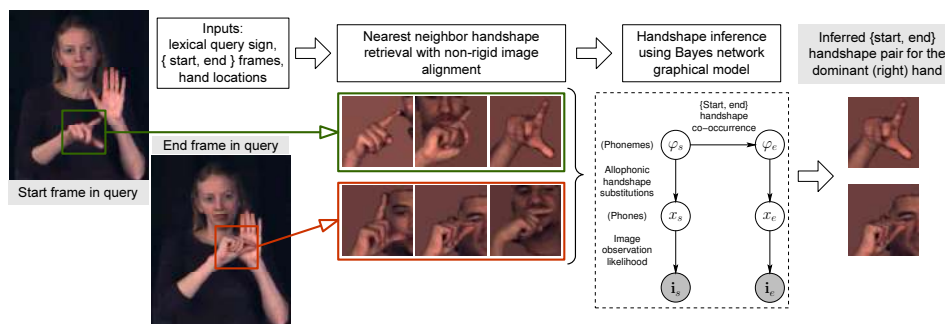 Inputs:
lexical query sign,
{ start, end } frames,
hand locations
Nearest neighbor handshape
retrieval with non-rigid image
alignment
Handshape inference
using Bayes network
graphical model
Inferred {start, end}
handshape pair for the
dominant (right) hand
Start frame in query
End frame in query
{Start, end}
handshape
co-occurrence
(Phonemes)
φs
φe
Allophonic
handshape
substitutions
(Phones)
xs
xe
Image
observation
likelihood
is
ie